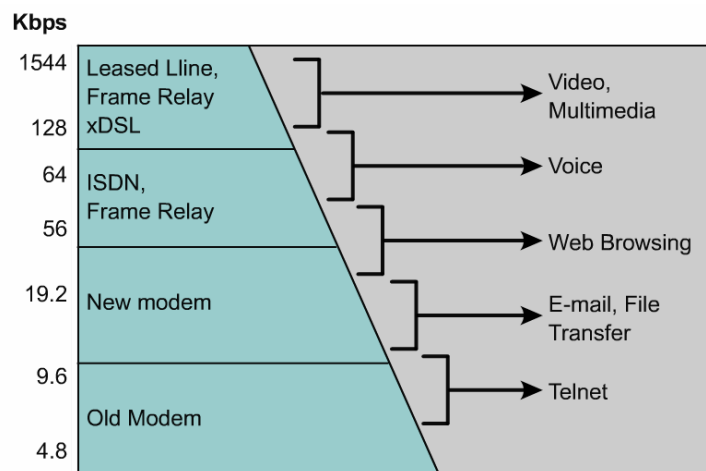 Kbps
1544
128
64
56
19.2
9.6
4.8
Leased Lline,
Frame Relay
xDSL
ISDN,
Frame Relay
New modem
Old Modem
Video,
Multimedia
Voice
Web Browsing
E-mail, File
Transfer
Telnet